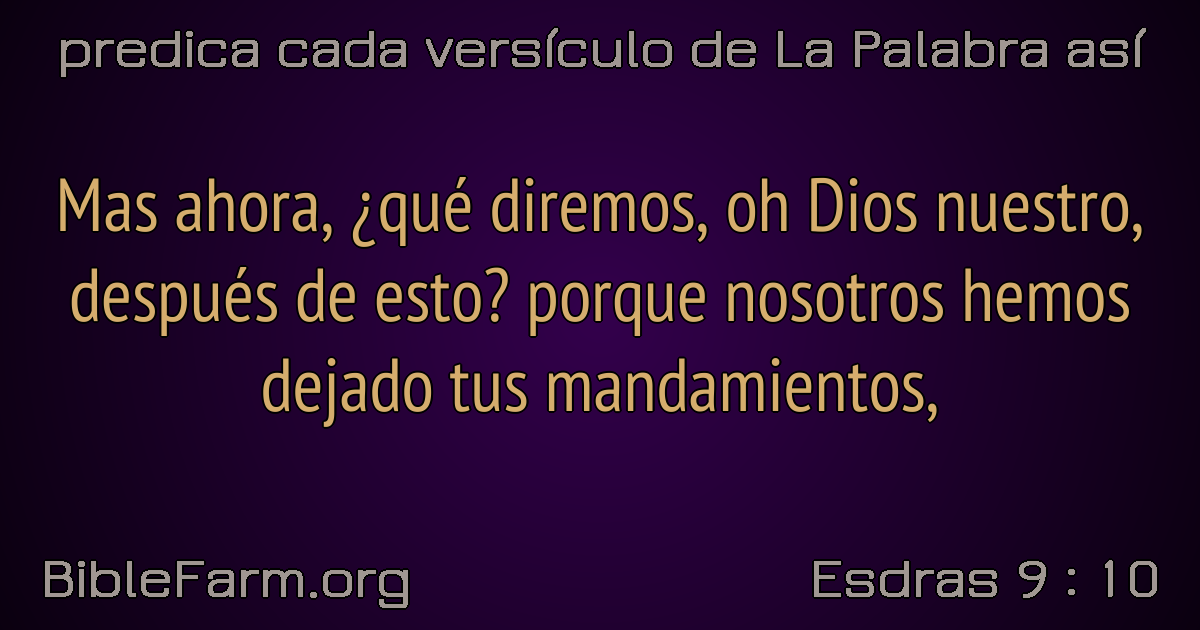 predica cada versículo de La Palabra así
Mas ahora, ¿qué diremos, oh Dios nuestro,
después de esto? porque nosotros hemos
dejado tus mandamientos,
BibleFarm.org
Esdras 9 : 10